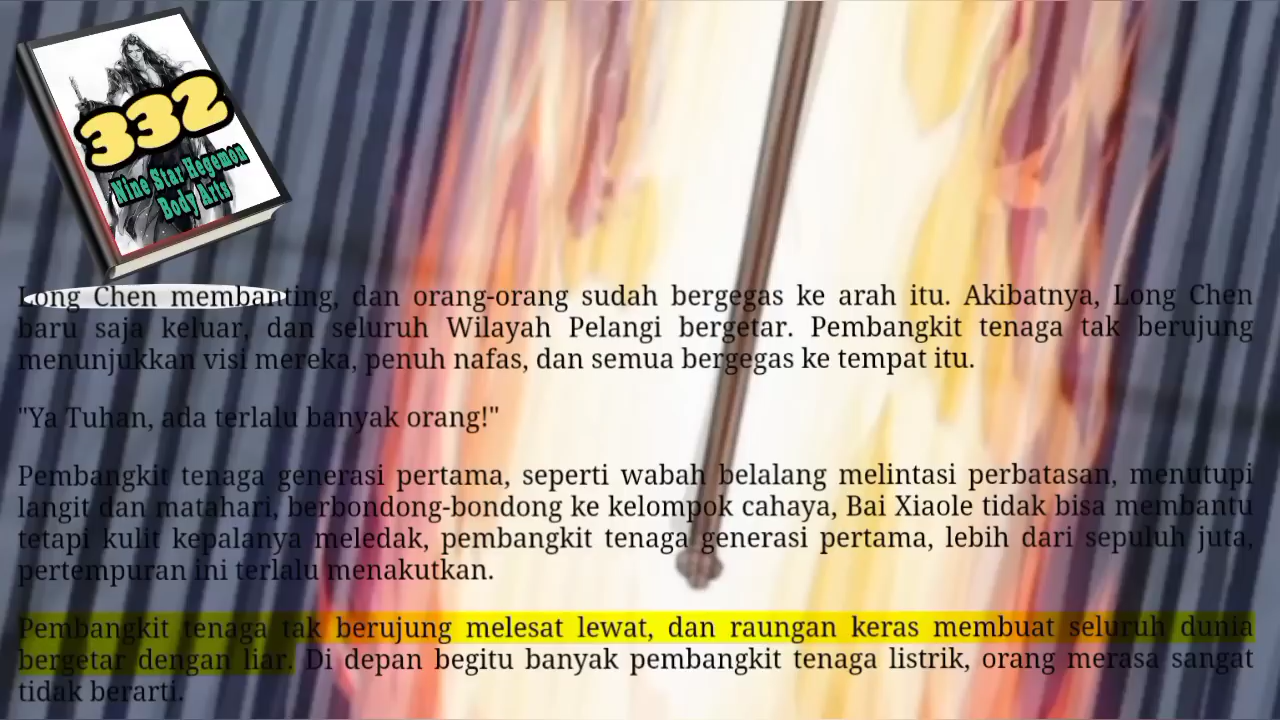 332
Nine Star Hegemon
Body Arts
Long Chen membanting, dan orang-orang sudah bergegas ke arah itu. Akibatnya, Long Chen
baru saja keluar, dan seluruh Wilayah Pelangi bergetar. Pembangkit tenaga tak berujung
menunjukkan visi mereka, penuh nafas, dan semua bergegas ke tempat itu.
"Ya Tuhan, ada terlalu banyak orang!"
Pembangkit tenaga generasi pertama, seperti wabah belalang melintasi perbatasan, menutupi
langit dan matahari, berbondong-bondong ke kelompok cahaya, Bai Xiaole tidak bisa membantu
tetapi kulit kepalanya meledak, pembangkit tenaga generasi pertama, lebih dari sepuluh juta,
pertempuran ini terlalu menakutkan.
Pembangkit tenaga tak berujung melesat lewat, dan raungan keras membuat seluruh dunia
bergetar dengan liar. Di depan begitu banyak pembangkit tenaga listrik, orang merasa sangat
tidak berarti.